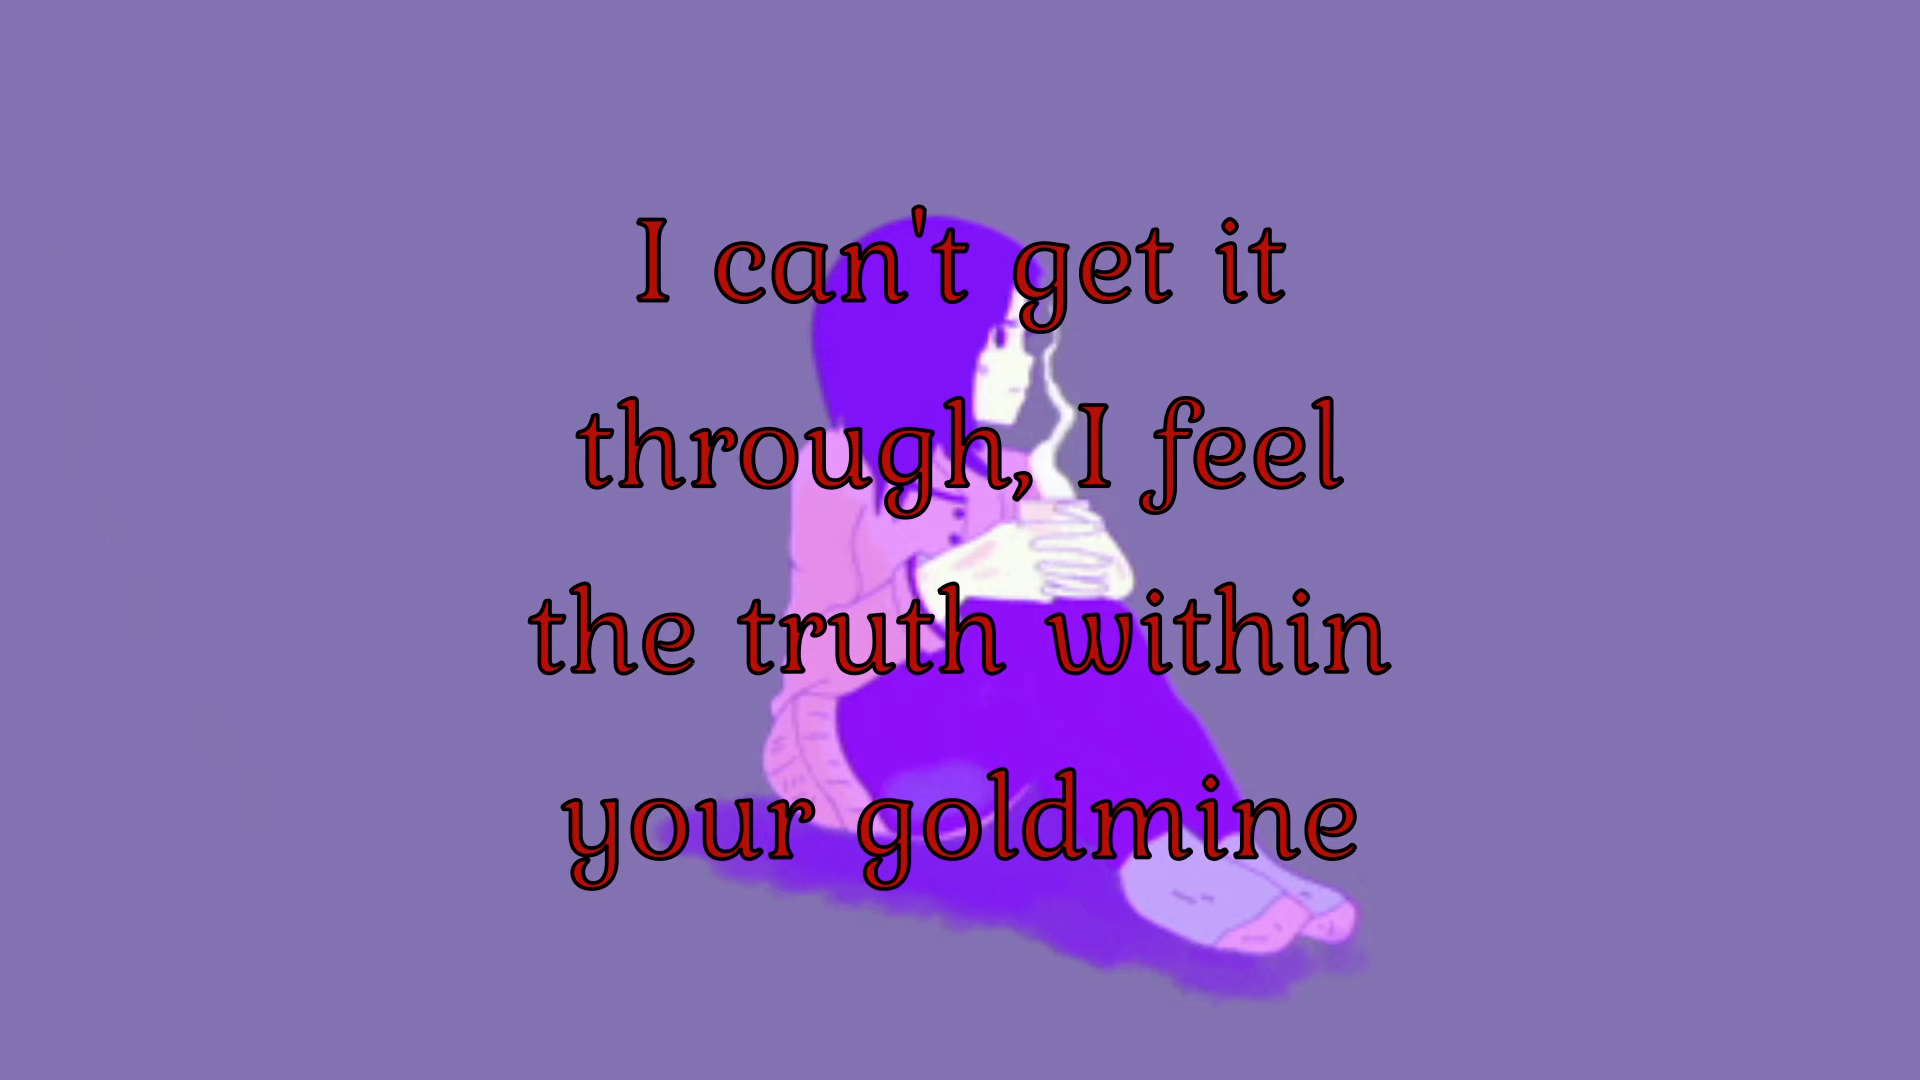 I can't get it
through, I feel
the truth within
your goldmine